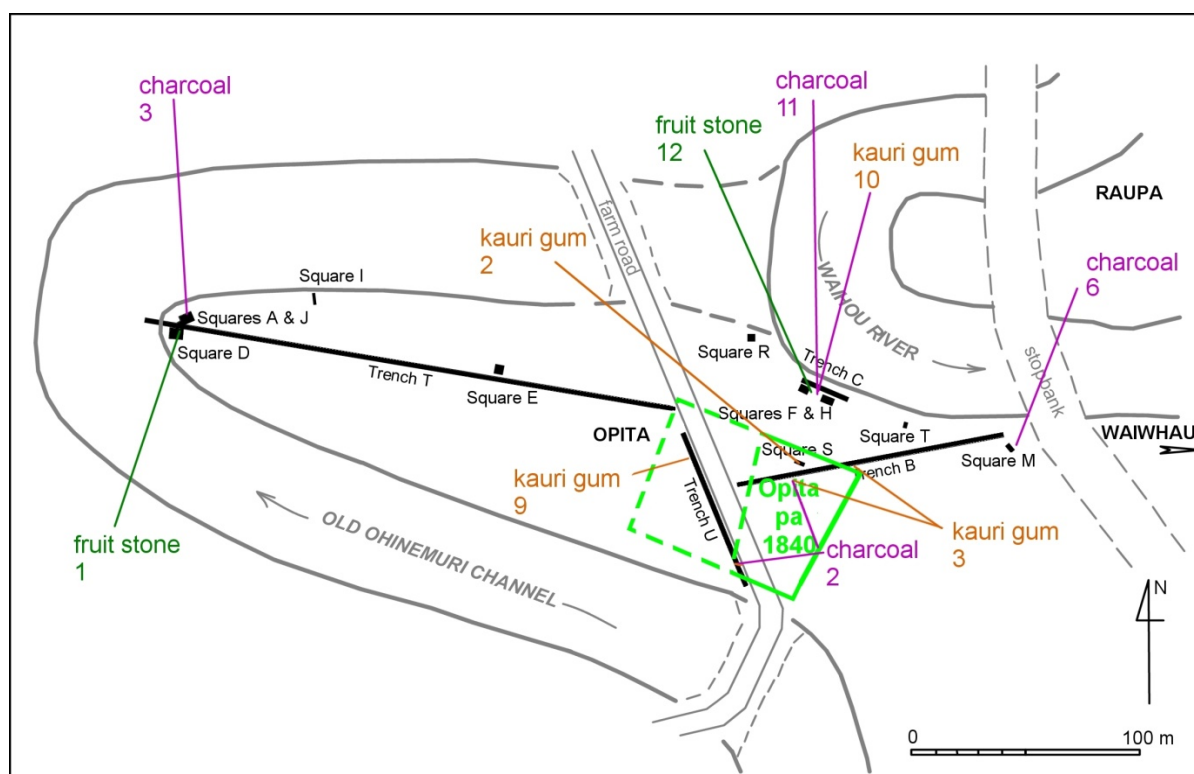 charcoal
3
charcoal
11
fruit stone
12
kauri gum
10
RAUPA
farm road
kauri gum
2
WAIHOU RIVER
charcoal
6
Square I
Squares A & J
Square D
Trench T
Square E
Square R
Trench C
stopbank
Squares F & H
Square T
WAIWHAU
OPITA
Square S
Trench B
Square M
kauri gum
9
Trench U
Opita
pa
1840
kauri gum
3
charcoal
2
fruit stone
1
OLD OHINEMURI CHANNEL
N
0
100 m